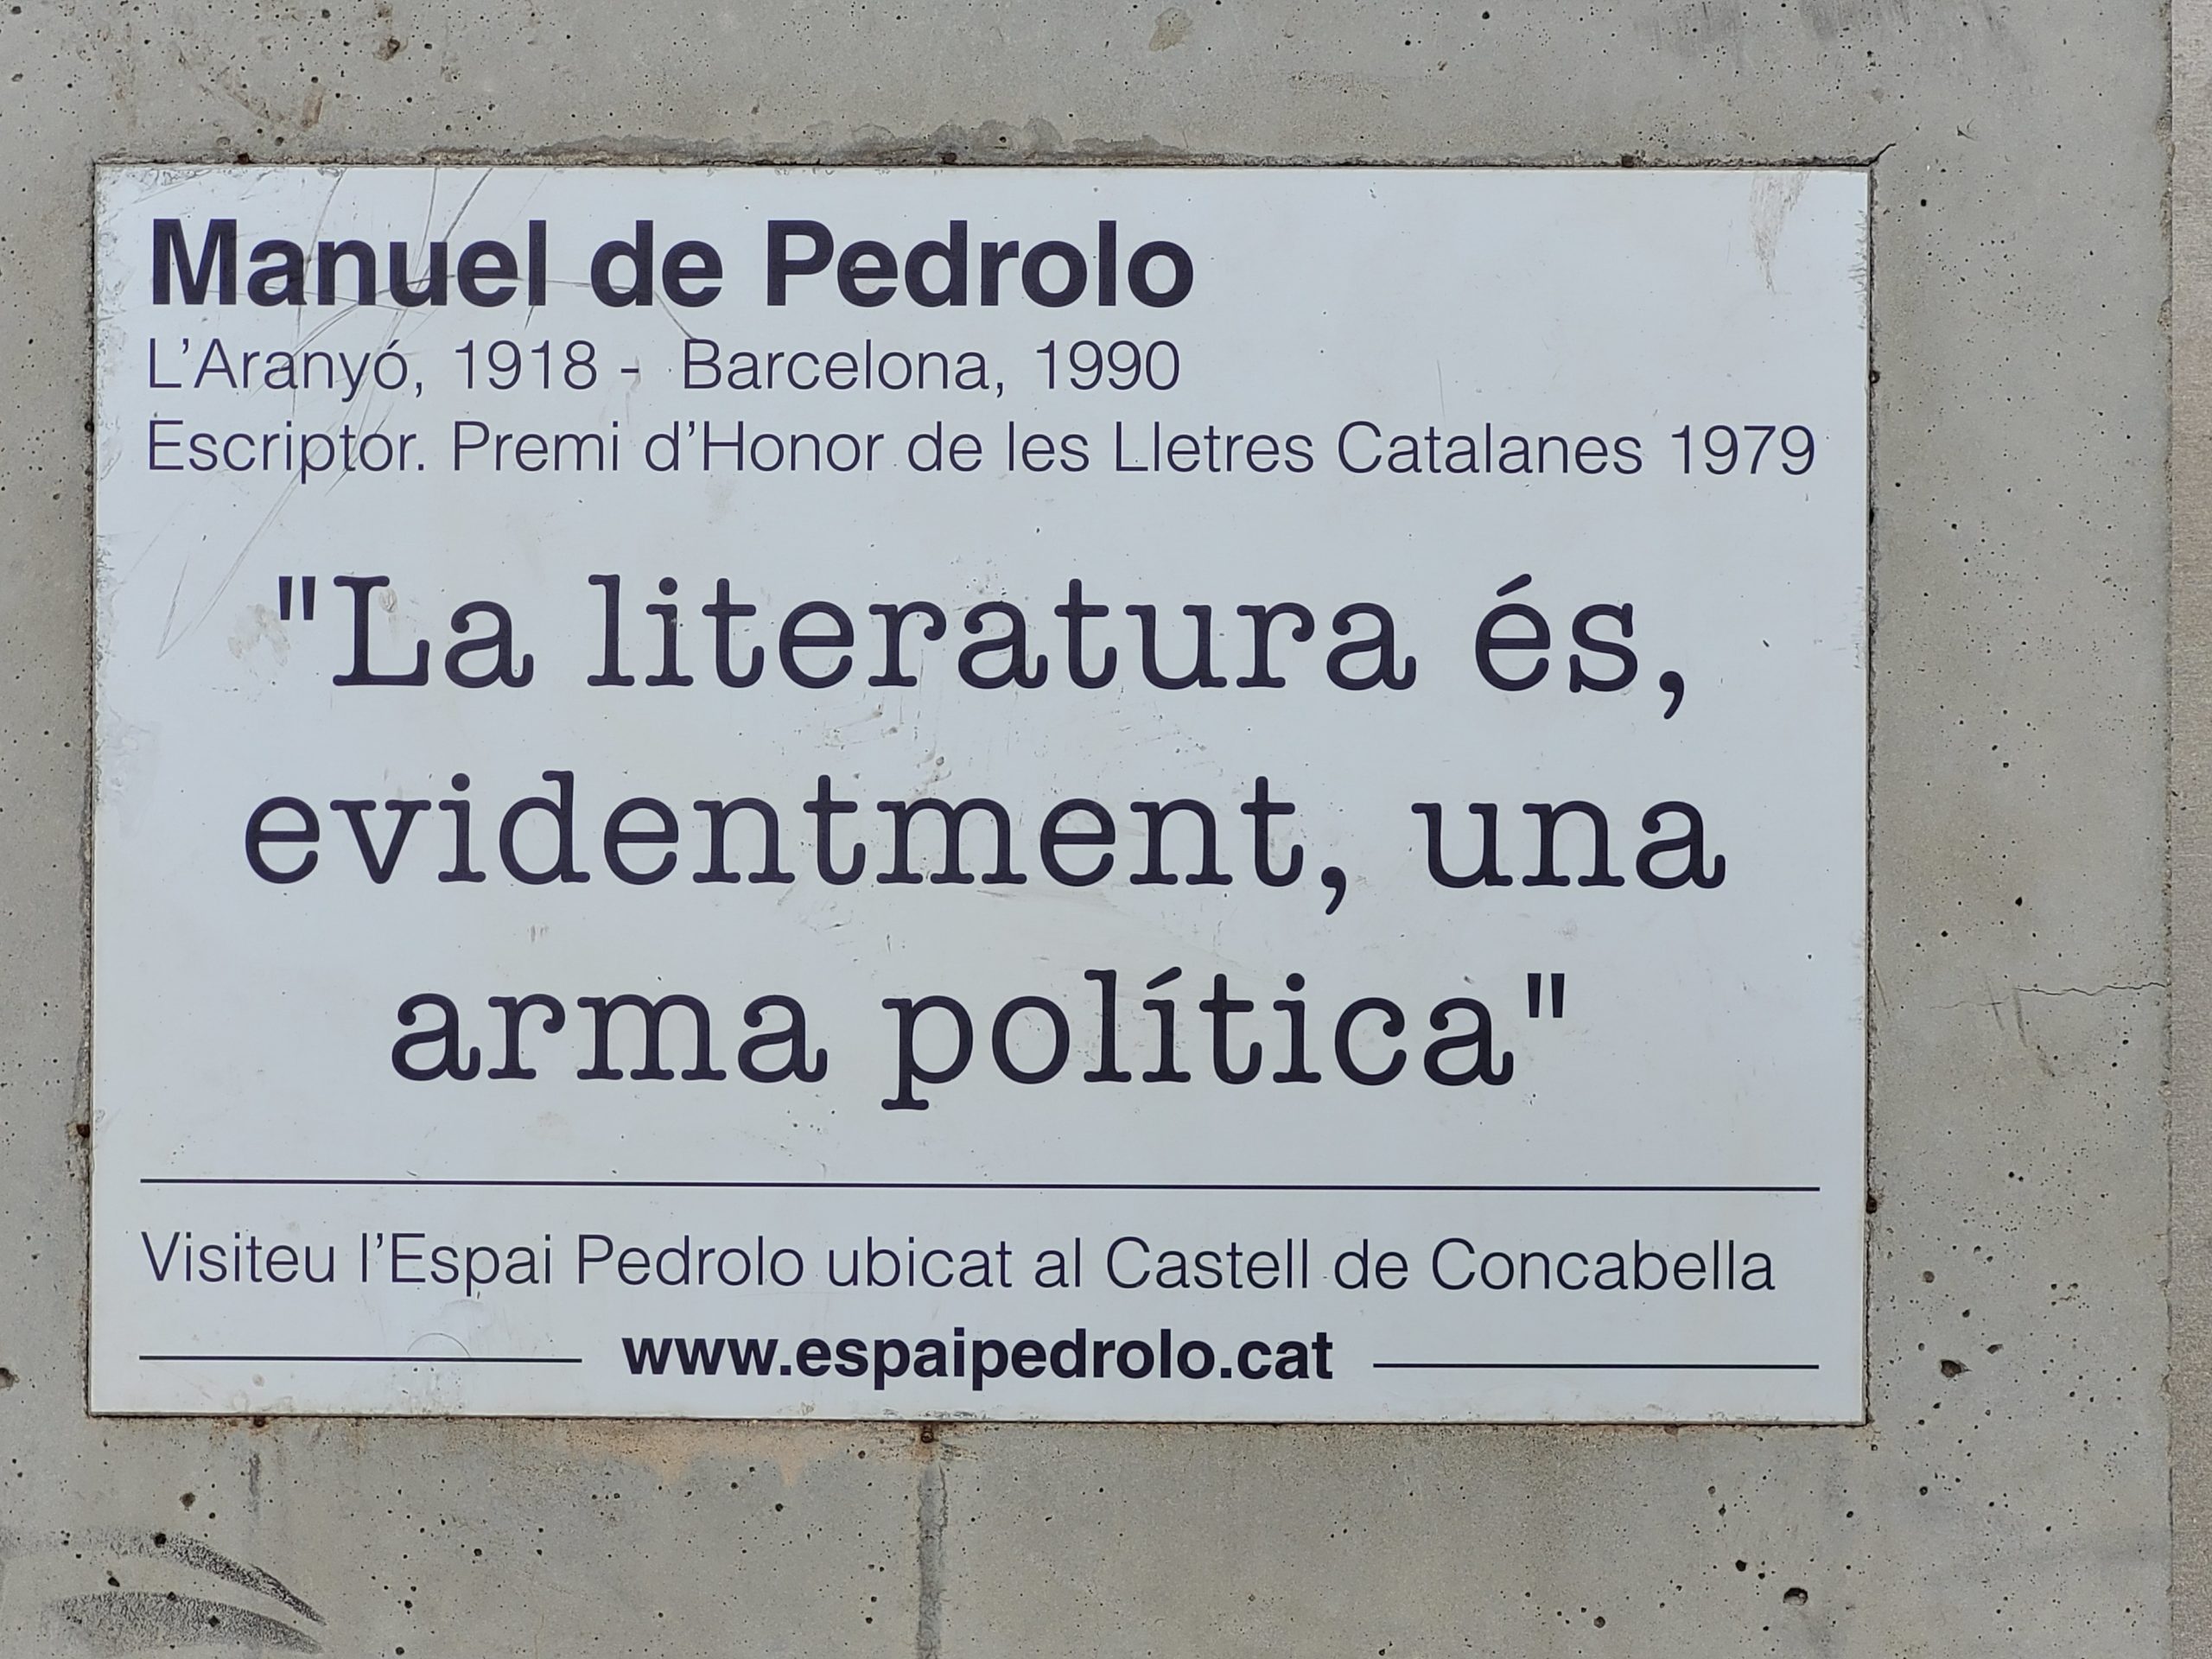 Manuel de Pedrolo
L’Aranyó, 1918 - Barcelona, 1990
Escriptor. Premi d’Honor de les Lletres Catalanes 1979
"La literatura és,
evidentment, una
arma política"
Visiteu l’Espai Pedrolo ubicat al Castell de Concabella
www.espaipedrolo.cat